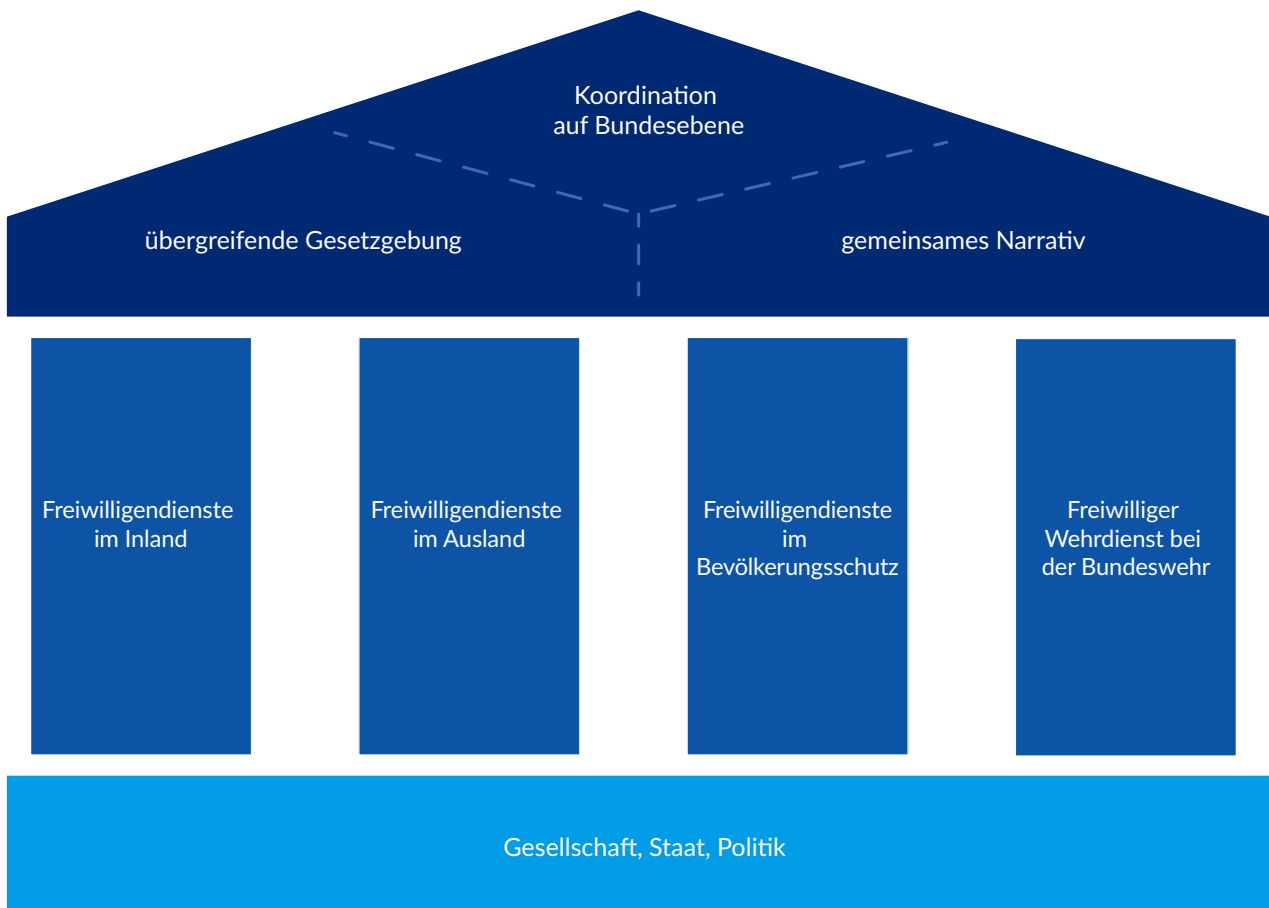 Koordination
auf Bundesebene
übergreifende Gesetzgebung
gemeinsames Narrativ
Freiwilligendienste
im Inland
Freiwilligendienste
im Ausland
Freiwilligendienste
im
Bevölkerungsschutz
Freiwilliger
Wehrdienst bei
der Bundeswehr
Gesellschaft, Staat, Politik